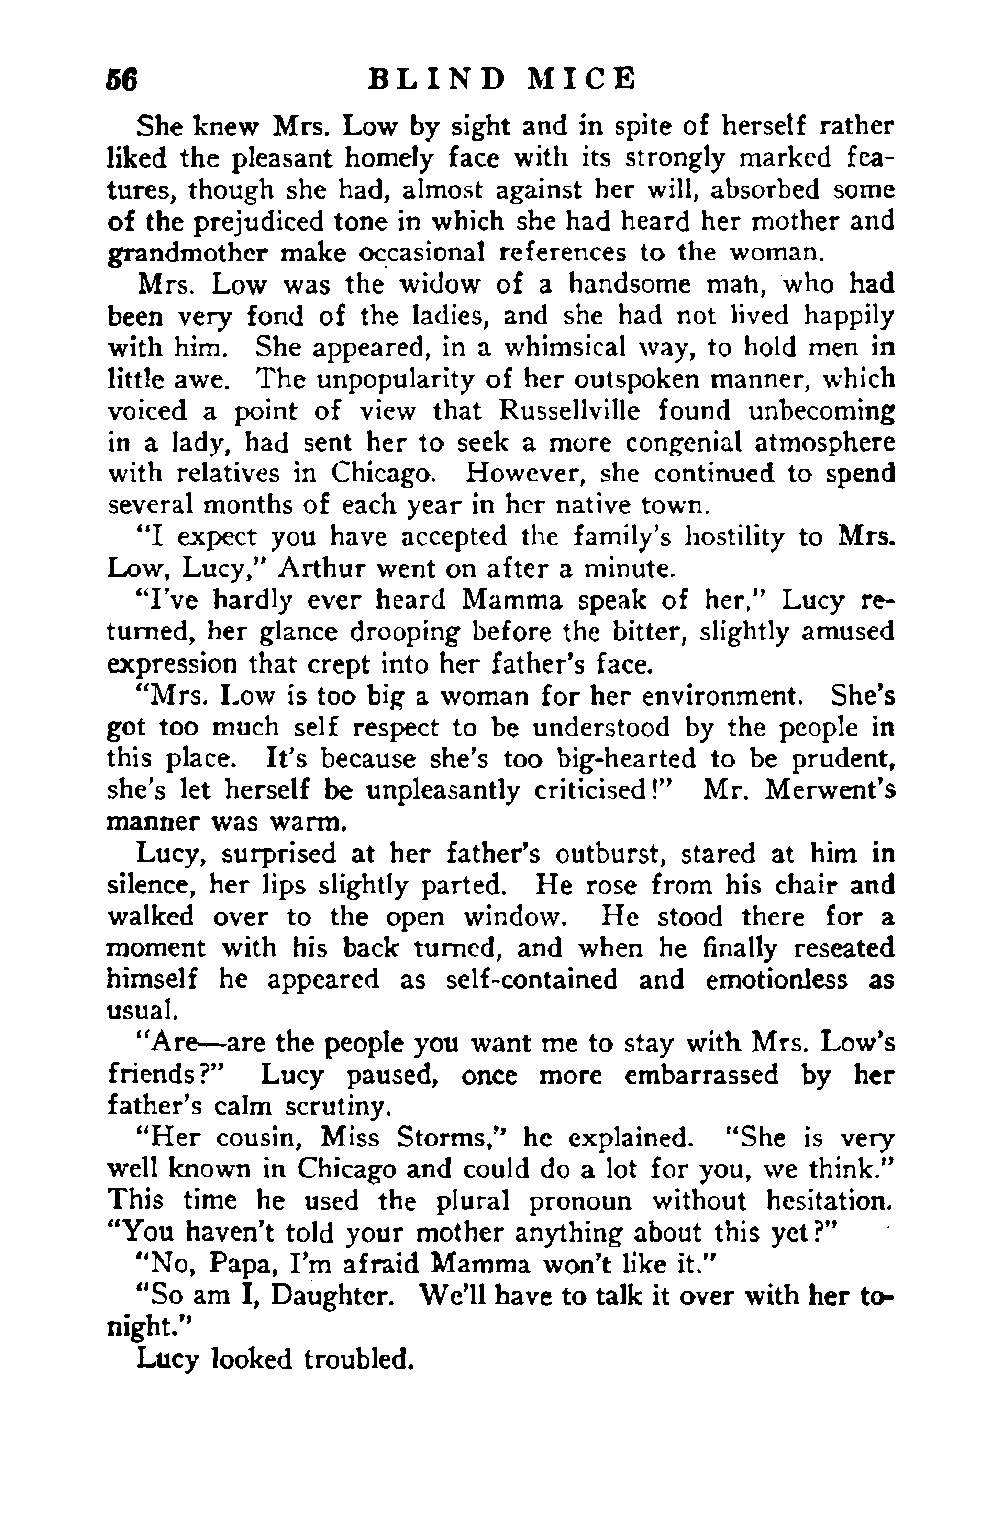 56 BLIND MICE
She knew Mrs. Low by sight and in spite of herself rather
liked the pleasant homely face with its strongly marked fea-
tures, though she had, almost against her will, absorbed some
of the prejudiced tone in which she had heard her mother and
grandmother make occasional references to the woman.
Mrs. Low was the widow of a handsome man, who had
been very fond of the ladies, and she had not lived happily
with him. She appeared, in a whimsical way, to hold men in
little awe. The unpopularity of her outspoken manner, which
voiced a point of view that Russellville found unbecoming
in a lady, had sent her to seek a more congenial atmosphere
with relatives in Chicago. However, she continued to spend
several months of each year in her native town.
“I expect you have accepted the family’s hostility to Mrs.
Low, Lucy,” Arthur went on after a minute.
“I’ve hardly ever heard Mamma speak of her,” Lucy re-
turned, her glance drooping before the bitter, slightly amused
expression that crept into her father’s face.
“Mrs. Low is too big a woman for her environment. She’s
got too much self respect to be understood by the people in
this place. It’s because she’s too big-hearted to be prudent,
she’s let herself be unpleasantly criticised!” Mr. Merwent’s
manner was warm.
Lucy, surprised at her father’s outburst, stared at him in
silence, her lips slightly parted. He rose from his chair and
walked over to the open window. He stood there for a
moment with his back turned, and when he finally reseated
himself he appeared as self-contained and emotionless as
usual.
“Are—are the people you want me to stay with Mrs. Low’s
friends?” Lucy paused, once more embarrassed by her
father’s calm scrutiny.
“Her cousin, Miss Storms,” he explained. “She is very
well known in Chicago and could do a lot for you, we think.”
This time he used the plural pronoun without hesitation.
“You haven’t told your mother anything about this yet?”
“No, Papa, I’m afraid Mamma won’t like it.”
“So am I, Daughter. We’ll have to talk it over with her to-
night.”
Lucy looked troubled.